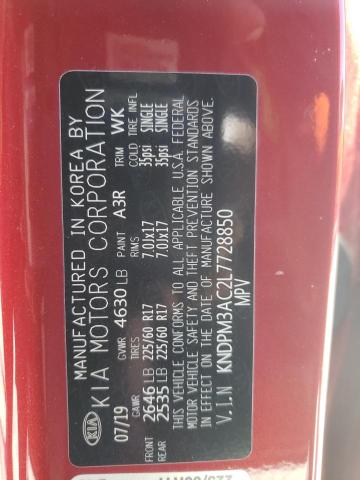 MANUFACTURED IN KOREA BY
KIA KIA MOTORS CORPORATION
07/19 GVWR 4630 LB PAINT A3R TRIM WK
GAWR TIRES RIMS COLD TIRE INFL
FRONT 2646 LB 225/60 R17 7.0Jx17 35psi SINGLE
REAR 2535 LB 225/60 R17 7.0Jx17 35psi SINGLE
THIS VEHICLE CONFORMS TO ALL APPLICABLE U.S.A. FEDERAL
MOTOR VEHICLE SAFETY AND THEFT PREVENTION STANDARDS
IN EFFECT ON THE DATE OF MANUFACTURE SHOWN ABOVE.
V.I.N KNDPM3AC2L7728850
MPV